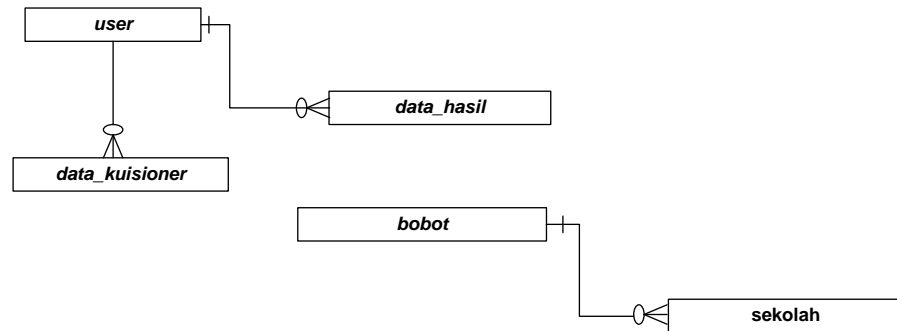 user
data_hasil
data_kuisioner
bobot
sekolah